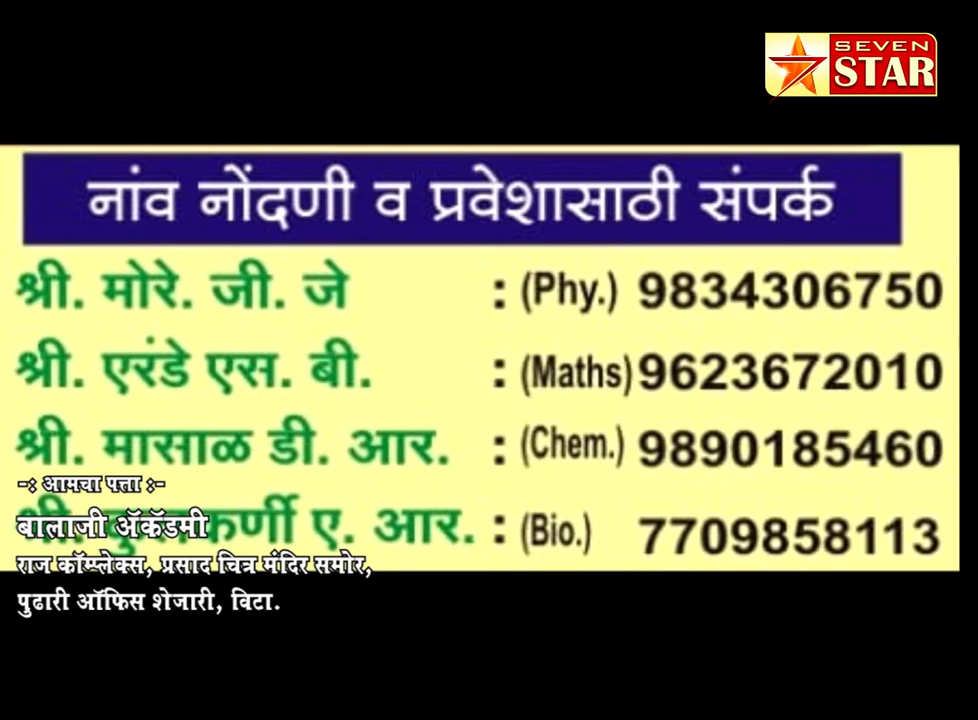 SEVEN
STAR
नांव नोंदणी व प्रवेशासाठी संपर्क
श्री. मोरे. जी. जे : (Phy.) 9834306750
श्री. एरंडे एस. बी. : (Maths) 9623672010
श्री. मासाळ डी. आर. : (Chem.) 9890185460
-: आमचा पत्ता :-
श्री. ए. आर. : (Bio.) 7709858113
बालाजी ॲकॅडमी
राज कॉम्प्लेक्स, प्रसाद चित्र मंदिर समोर,
पुढारी ऑफिस शेजारी, विटा.